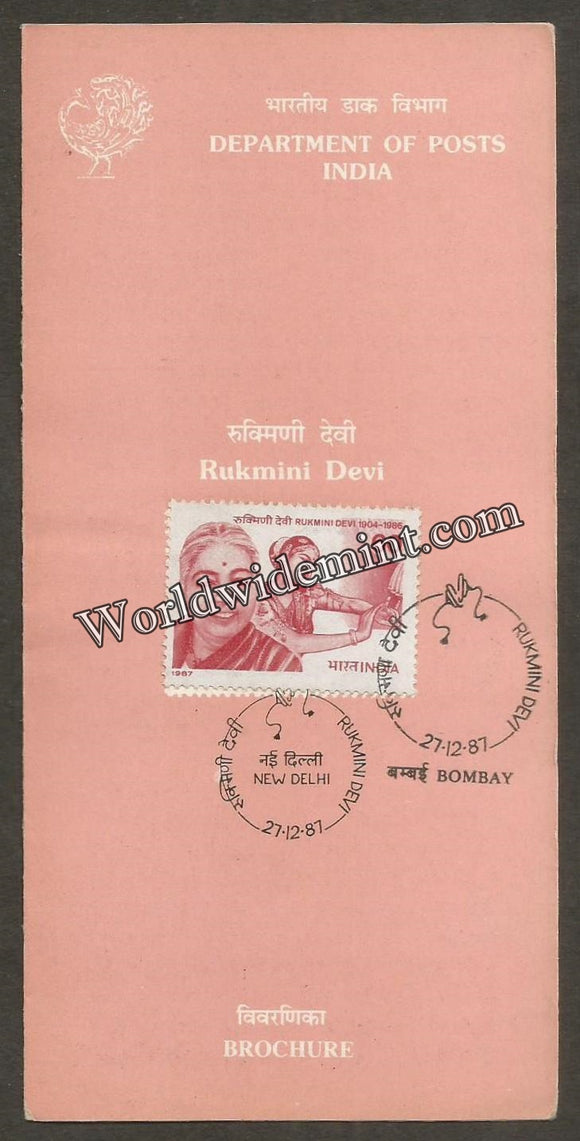 भारतीय डाक विभाग
DEPARTMENT OF POSTS
INDIA
रुक्मिणी देवी
Rukmini Devi
रुक्मिणी देवी RUKMINI DEVI 1904-1986
Worldwidemint.com
भारत INDIA
1987
रुक्मिणी देवी RUKMINI DEVI
27·12·87
बम्बई BOMBAY
रुक्मिणी देवी RUKMINI DEVI
नई दिल्ली
NEW DELHI
27·12·87
विवरणिका
BROCHURE